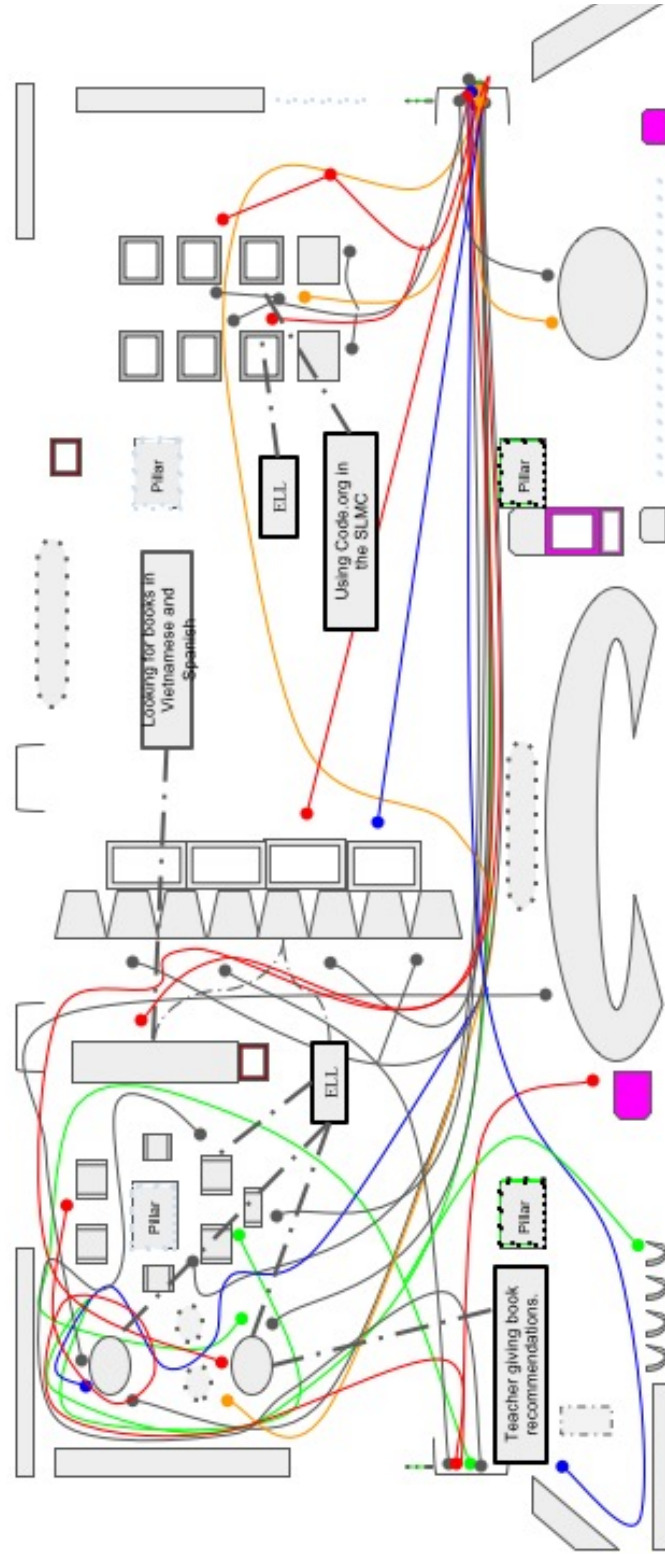 Pillar
Pillar
ELL
Using Code.org in
the SLMC
Looking for books in
Vietnamese and
Spanish
ELL
Pillar
Pillar
Teacher giving book
recommendations.